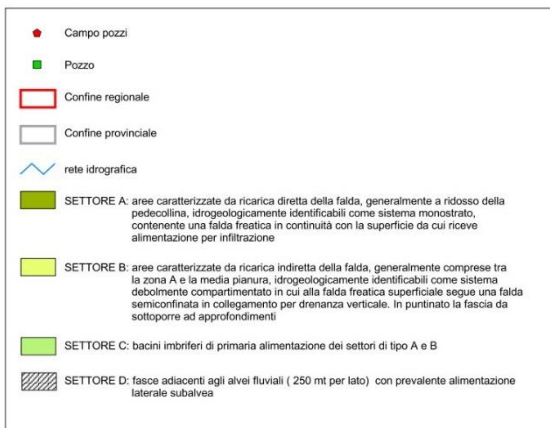 Campo pozzi
Pozzo
Confine regionale
Confine provinciale
rete idrografica
SETTORE A: aree caratterizzate da ricarica diretta della falda, generalmente a ridosso della
pedecollina, idrogeologicamente identificabili come sistema monostrato,
contenente una falda freatica in continuità con la superficie da cui riceve
alimentazione per infiltrazione
SETTORE B: aree caratterizzate da ricarica indiretta della falda, generalmente comprese tra
la zona A e la media pianura, idrogeologicamente identificabili come sistema
debolmente compartimentato in cui alla falda freatica superficiale segue una falda
semiconfinata in collegamento per drenanza verticale. In puntinato la fascia da
sottoporre ad approfondimenti
SETTORE C: bacini imbriferi di primaria alimentazione dei settori di tipo A e B
SETTORE D: fasce adiacenti agli alvei fluviali ( 250 mt per lato) con prevalente alimentazione
laterale subalvea